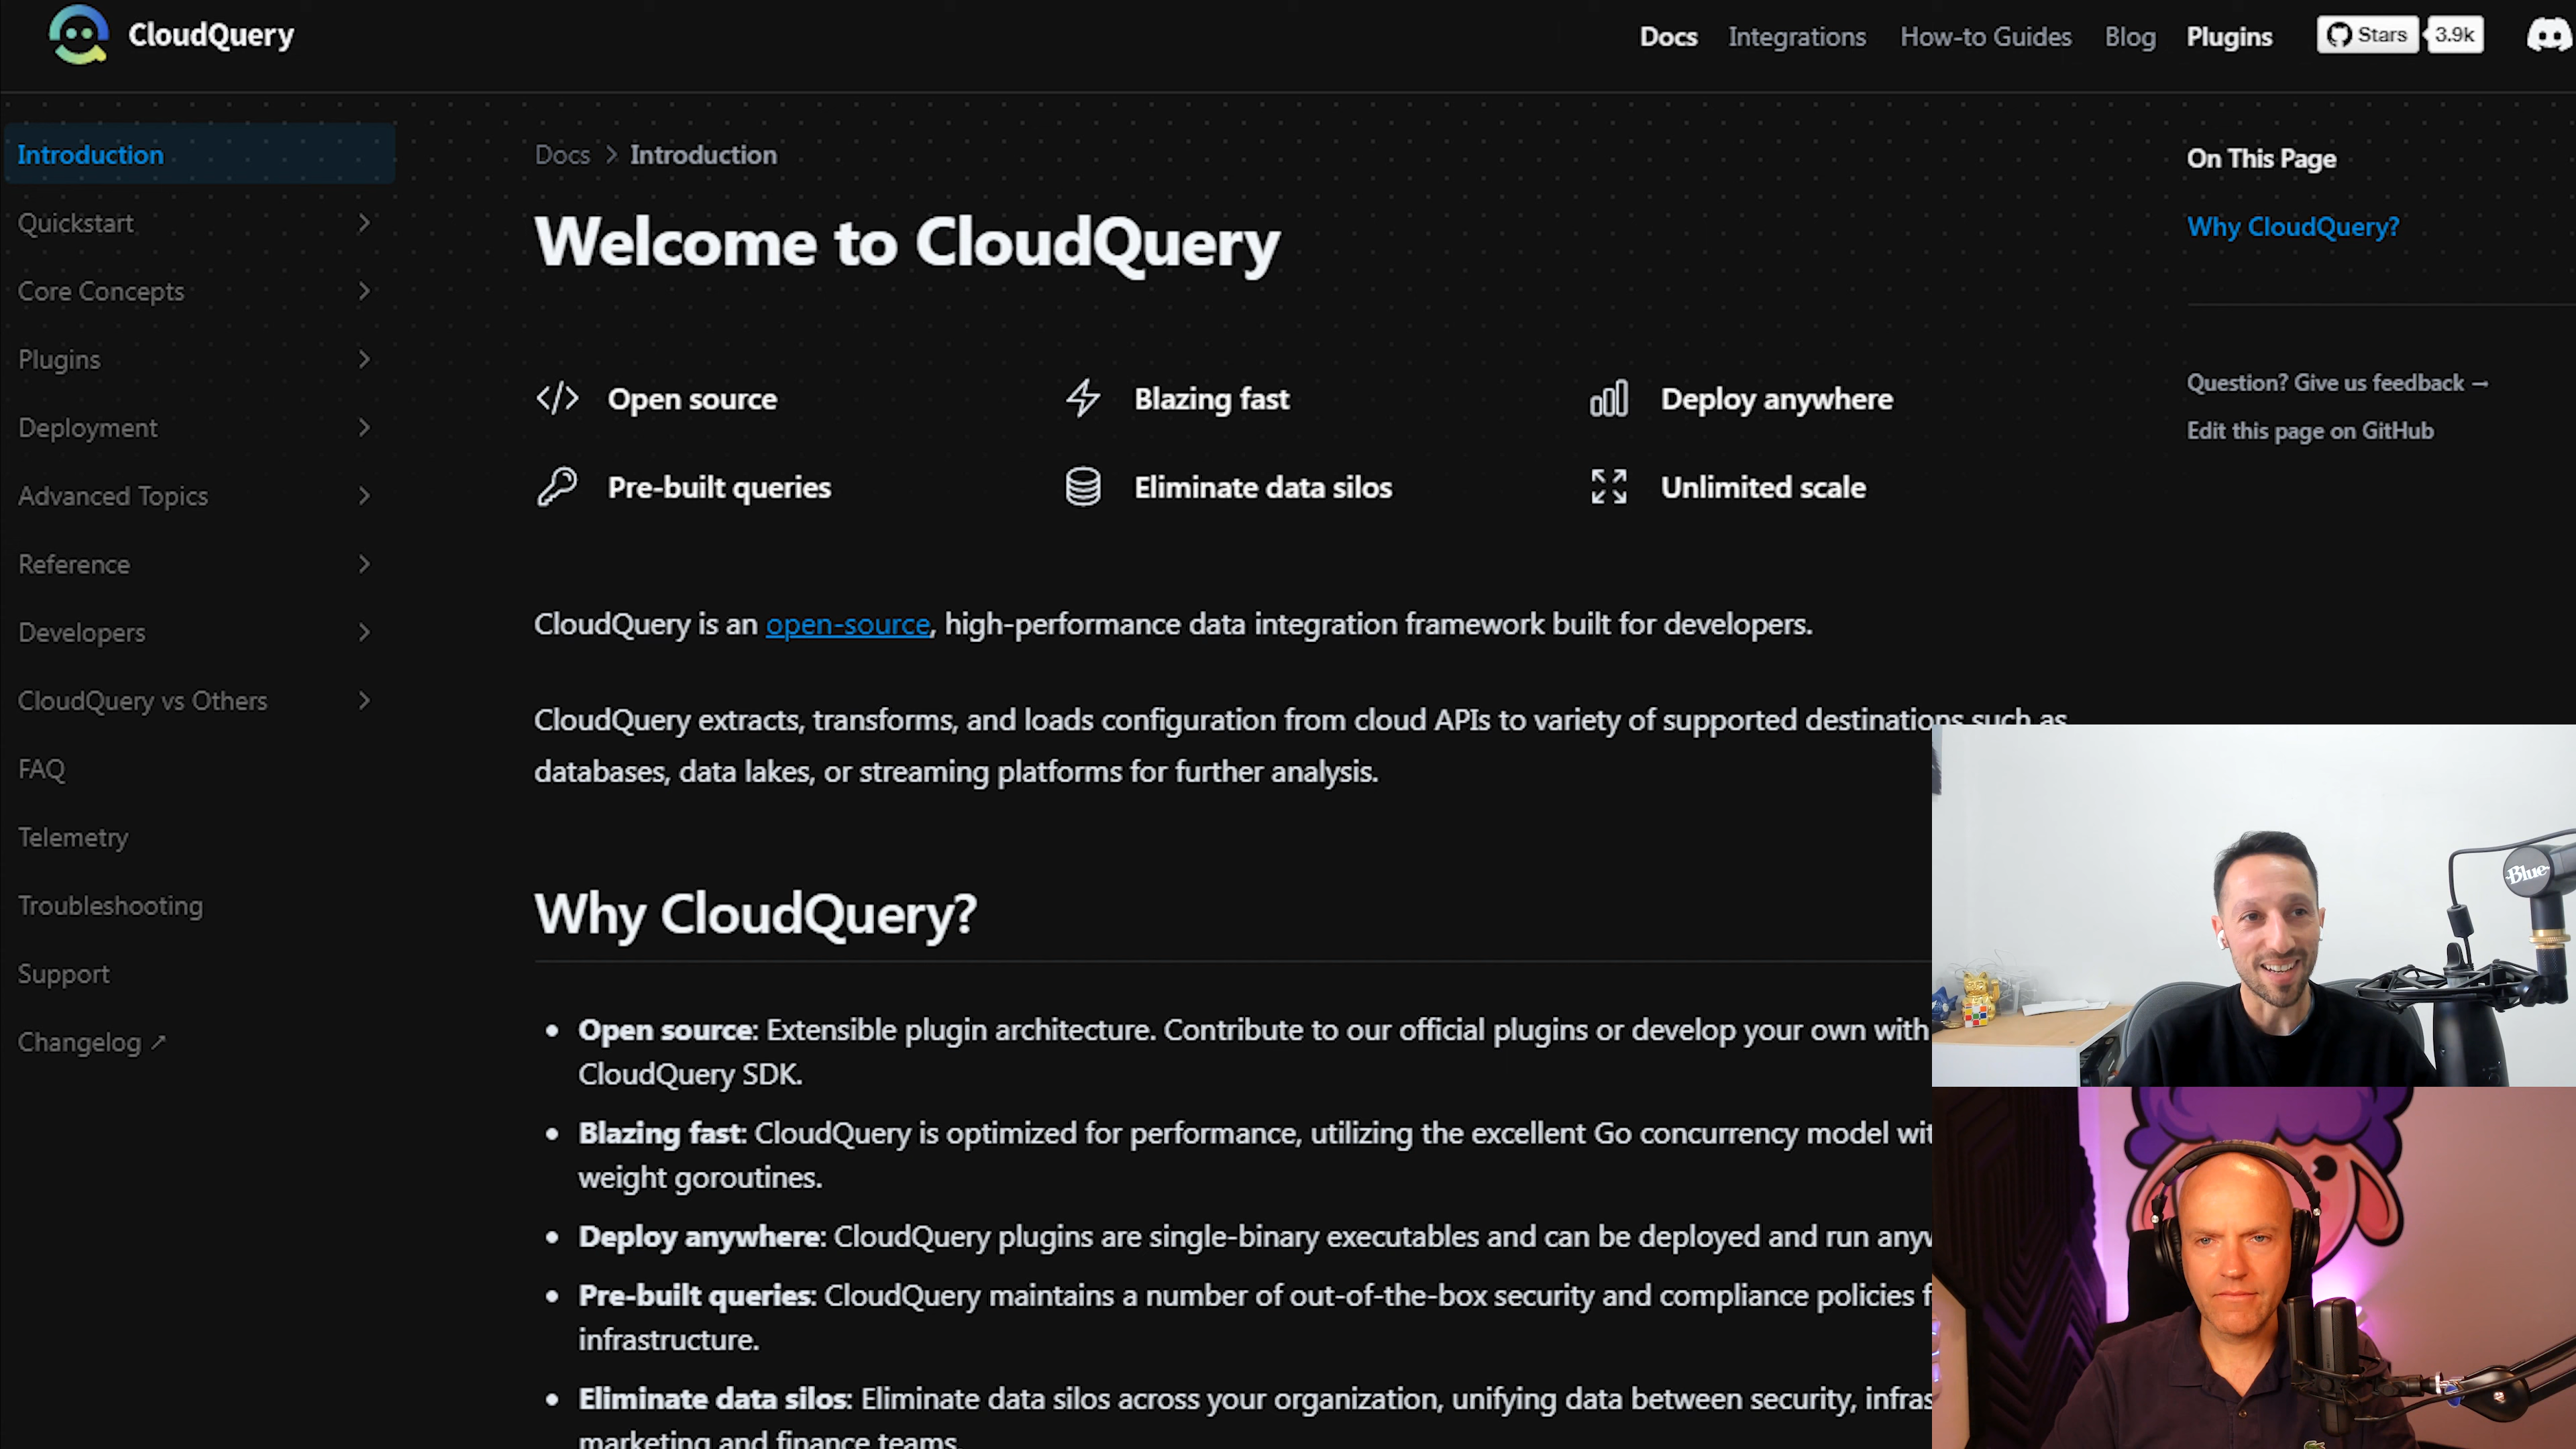 CloudQuery
Docs Integrations How-to Guides Blog Plugins Stars 3.9k
Introduction
Quickstart
Core Concepts
Plugins
Deployment
Advanced Topics
Reference
Developers
CloudQuery vs Others
FAQ
Telemetry
Troubleshooting
Support
Changelog ↗
Docs > Introduction
Welcome to CloudQuery
Open source
Blazing fast
Deploy anywhere
Pre-built queries
Eliminate data silos
Unlimited scale
CloudQuery is an open-source, high-performance data integration framework built for developers.
CloudQuery extracts, transforms, and loads configuration from cloud APIs to variety of supported destinations such as
databases, data lakes, or streaming platforms for further analysis.
Why CloudQuery?
• Open source: Extensible plugin architecture. Contribute to our official plugins or develop your own with
CloudQuery SDK.
• Blazing fast: CloudQuery is optimized for performance, utilizing the excellent Go concurrency model
weight goroutines.
• Deploy anywhere: CloudQuery plugins are single-binary executables and can be deployed and run
• Pre-built queries: CloudQuery maintains a number of out-of-the-box security and compliance policies
infrastructure.
• Eliminate data silos: Eliminate data silos across your organization, unifying data between security,
marketing and finance teams.
On This Page
Why CloudQuery?
Question? Give us feedback →
Edit this page on GitHub
Blue